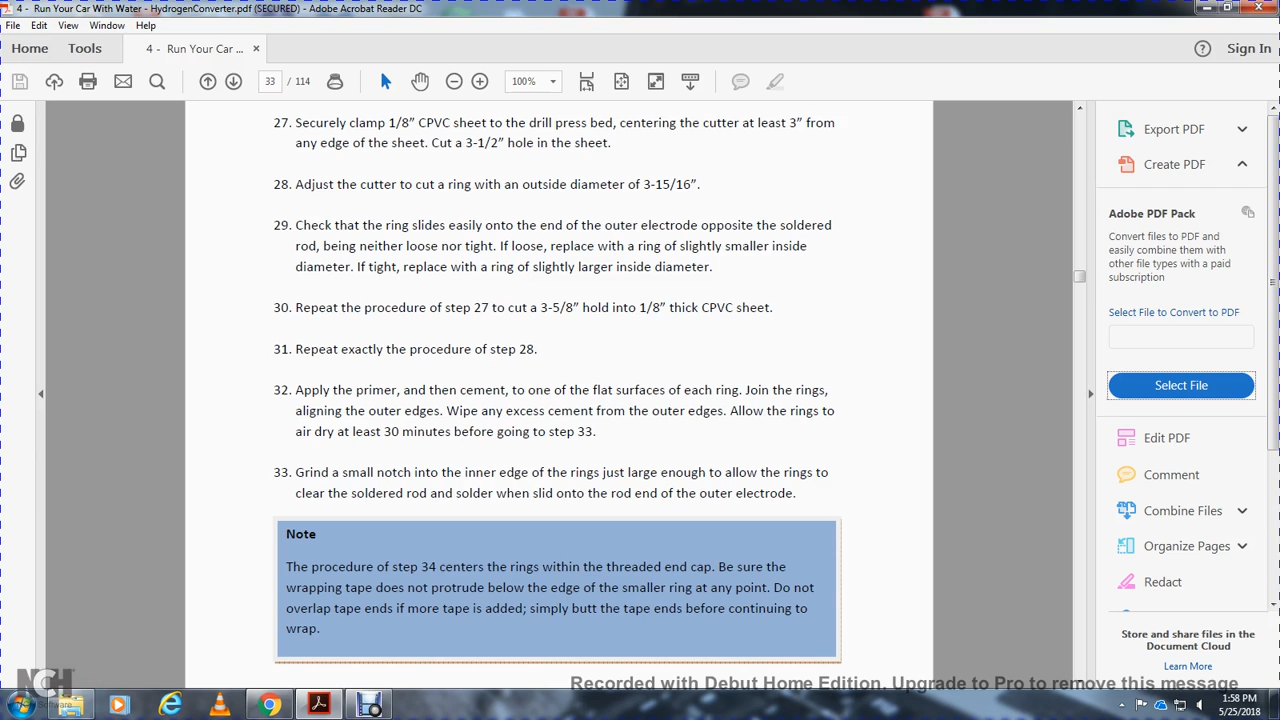 4 - Run Your Car With Water - HydrogenConverter.pdf (SECURED) - Adobe Acrobat Reader DC
File Edit View Window Help
Home Tools 4 - Run Your Car ... × Sign In
33 / 114 100%
27. Securely clamp 1/8” CPVC sheet to the drill press bed, centering the cutter at least 3” from
any edge of the sheet. Cut a 3-1/2” hole in the sheet.
28. Adjust the cutter to cut a ring with an outside diameter of 3-15/16”.
29. Check that the ring slides easily onto the end of the outer electrode opposite the soldered
rod, being neither loose nor tight. If loose, replace with a ring of slightly smaller inside
diameter. If tight, replace with a ring of slightly larger inside diameter.
30. Repeat the procedure of step 27 to cut a 3-5/8” hold into 1/8” thick CPVC sheet.
31. Repeat exactly the procedure of step 28.
32. Apply the primer, and then cement, to one of the flat surfaces of each ring. Join the rings,
aligning the outer edges. Wipe any excess cement from the outer edges. Allow the rings to
air dry at least 30 minutes before going to step 33.
33. Grind a small notch into the inner edge of the rings just large enough to allow the rings to
clear the soldered rod and solder when slid onto the rod end of the outer electrode.
Note
The procedure of step 34 centers the rings within the threaded end cap. Be sure the
wrapping tape does not protrude below the edge of the smaller ring at any point. Do not
overlap tape ends if more tape is added; simply butt the tape ends before continuing to
wrap.
Export PDF
Create PDF
Adobe PDF Pack
Convert files to PDF and
easily combine them with
other file types with a paid
subscription
Select File to Convert to PDF
Select File
Edit PDF
Comment
Combine Files
Organize Pages
Redact
Store and share files in the
Document Cloud
Learn More
NCH
Software
Recorded with Debut Home Edition. Upgrade to Pro to remove this message
1:58 PM
5/25/2018